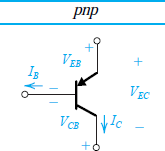 pnp
+
V_EB
+
I_B
−
−
V_EC
V_CB
I_C
+
−